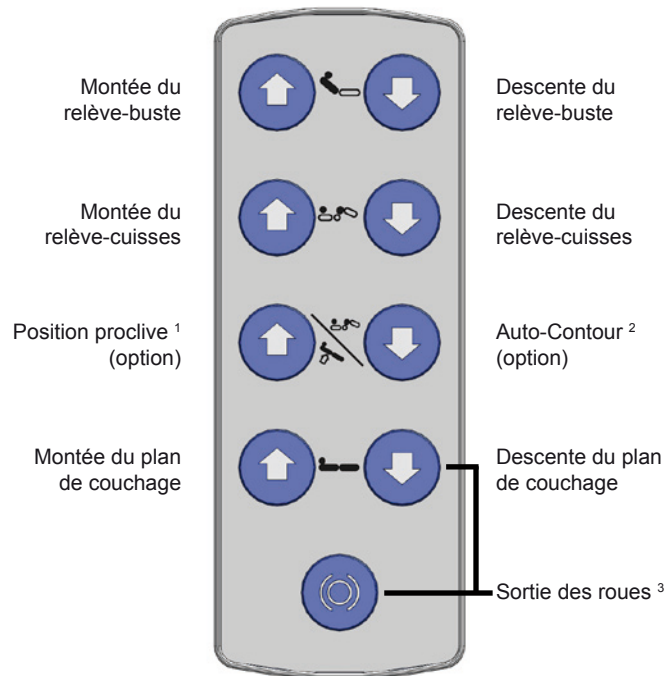 Montée du
relève-buste
Descente du
relève-buste
Montée du
relève-cuisses
Descente du
relève-cuisses
Position proclive ¹
(option)
Auto-Contour ²
(option)
Montée du plan
de couchage
Descente du plan
de couchage
Sortie des roues ³